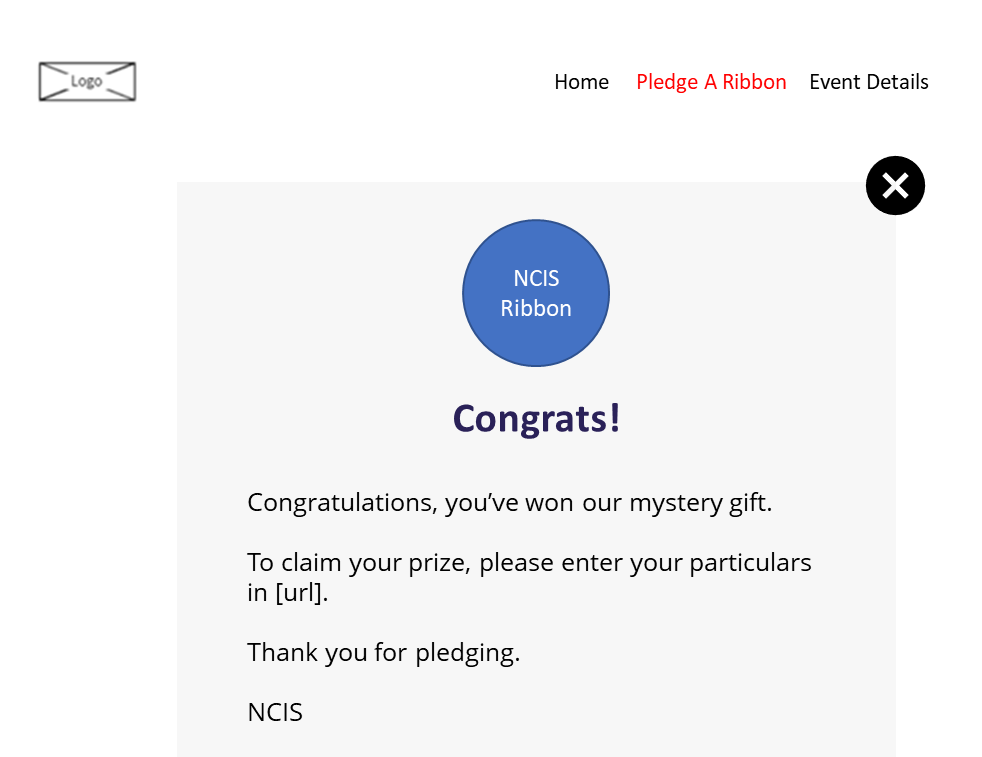 Logo
Home Pledge A Ribbon Event Details
NCIS
Ribbon
Congrats!
Congratulations, you’ve won our mystery gift.
To claim your prize, please enter your particulars
in [url].
Thank you for pledging.
NCIS